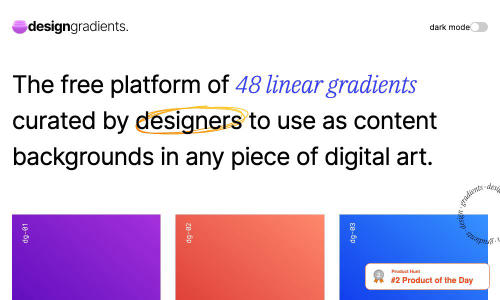 designgradients.
dark mode
The free platform of 48 linear gradients
curated by designers to use as content
backgrounds in any piece of digital art.
dg-01
dg-02
dg-03
Product Hunt
#2 Product of the Day